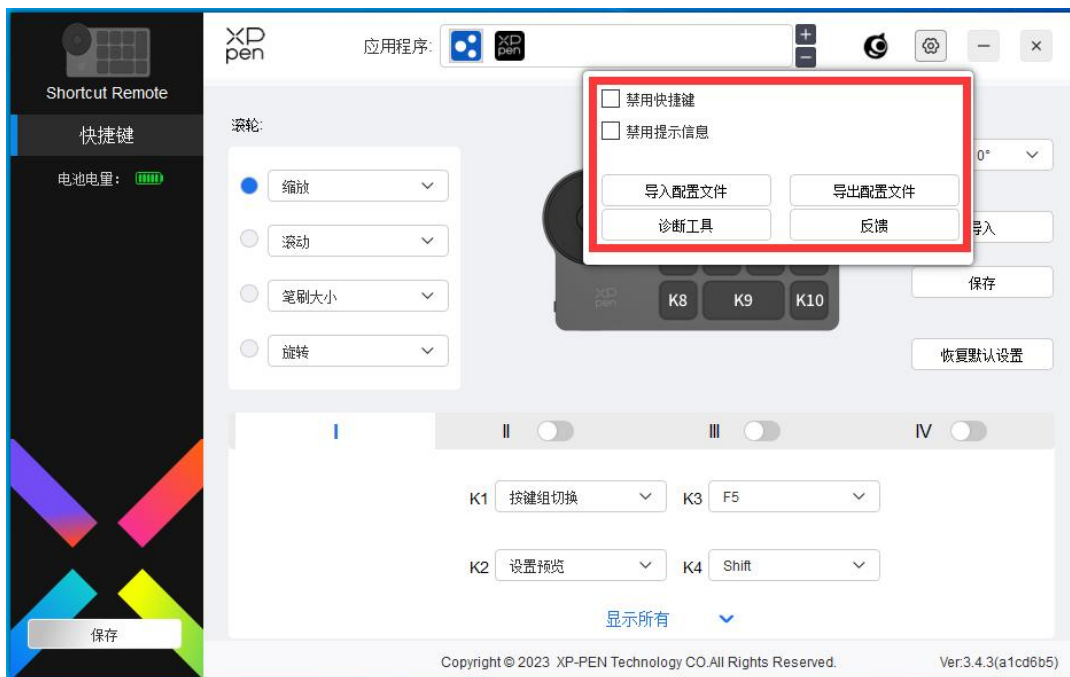 Shortcut Remote
快捷键
电池电量：
保存
XP
pen
应用程序:
XP
pen
禁用快捷键
禁用提示信息
导入配置文件
导出配置文件
诊断工具
反馈
滚轮:
缩放
滚动
笔刷大小
旋转
XP
pen
K8
K9
K10
0°
导入
保存
恢复默认设置
I
II
III
IV
K1 按键组切换
K3 F5
K2 设置预览
K4 Shift
显示所有
Copyright © 2023 XP-PEN Technology CO.All Rights Reserved.
Ver:3.4.3(a1cd6b5)